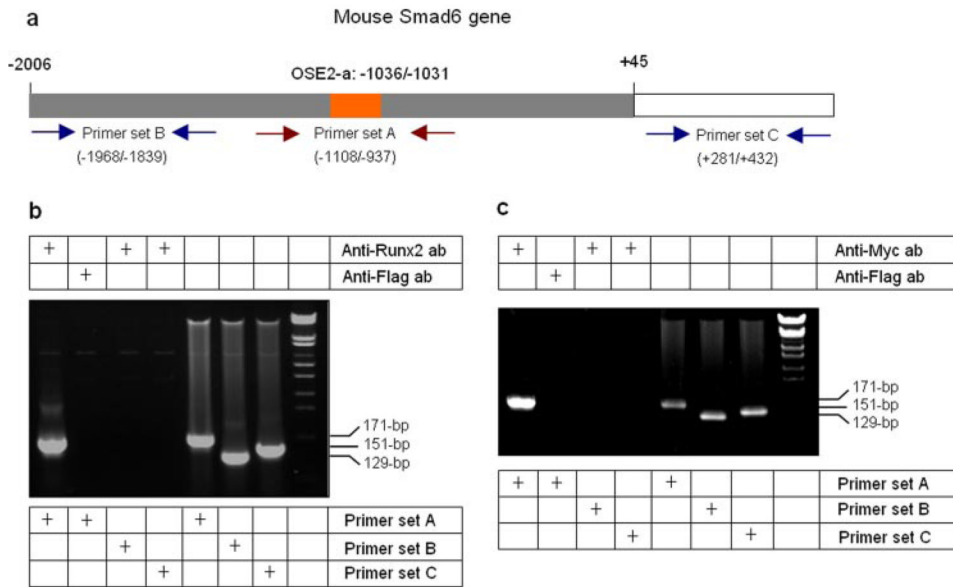 a
Mouse Smad6 gene
-2006
OSE2-a: -1036/-1031
+45
Primer set B
Primer set A
Primer set C
(-1968/-1839)
(-1108/-937)
(+281/+432)
b
+ + + Anti-Runx2 ab
+ Anti-Flag ab
171-bp
151-bp
129-bp
+ + + Primer set A
+ + Primer set B
+ + Primer set C
c
+ + + Anti-Myc ab
+ Anti-Flag ab
171-bp
151-bp
129-bp
+ + + Primer set A
+ + Primer set B
+ + Primer set C